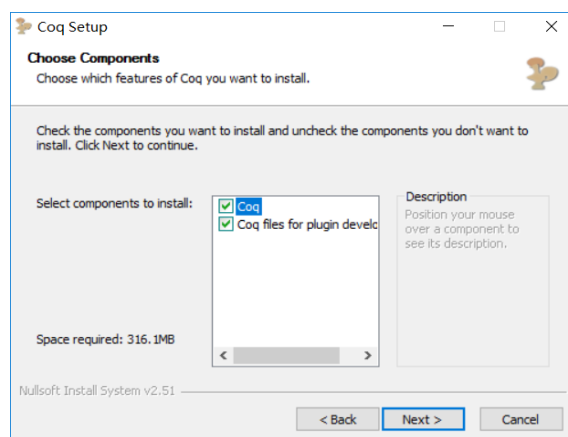 Coq Setup
Choose Components
Choose which features of Coq you want to install.
Check the components you want to install and uncheck the components you don't want to
install. Click Next to continue.
Select components to install:
Coq
Coq files for plugin develo
Description
Position your mouse
over a component to
see its description.
Space required: 316.1MB
Nullsoft Install System v2.51
< Back
Next >
Cancel